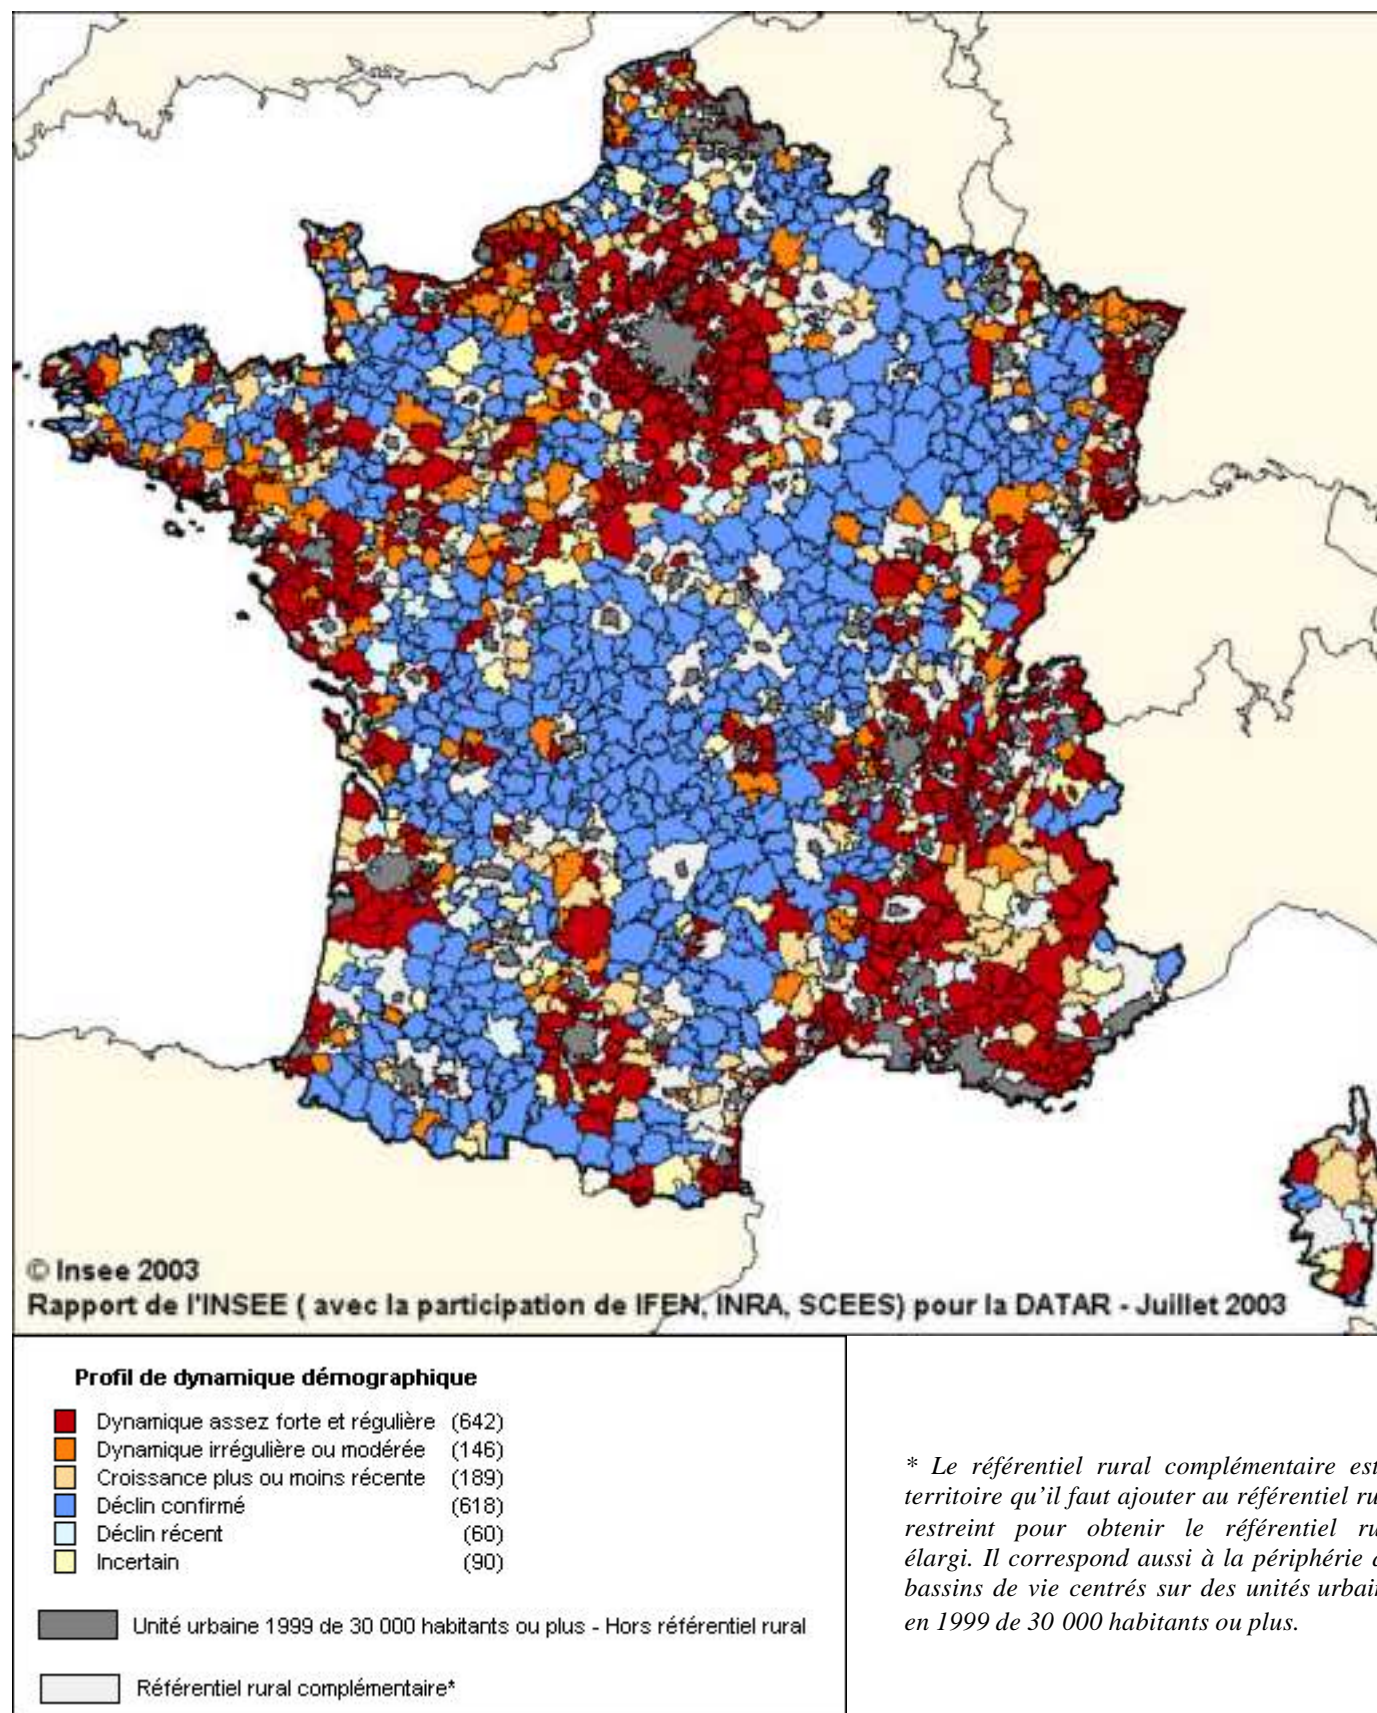 © Insee 2003
Rapport de l'INSEE ( avec la participation de IFEN, INRA, SCEES) pour la DATAR - Juillet 2003
Profil de dynamique démographique
Dynamique assez forte et régulière (642)
Dynamique irrégulière ou modérée (146)
Croissance plus ou moins récente (189)
Déclin confirmé (618)
Déclin récent (60)
Incertain (90)
Unité urbaine 1999 de 30 000 habitants ou plus - Hors référentiel rural
Référentiel rural complémentaire*
* Le référentiel rural complémentaire est
territoire qu'il faut ajouter au référentiel
restreint pour obtenir le référentiel
élargi. Il correspond aussi à la périphérie
bassins de vie centrés sur des unités
en 1999 de 30 000 habitants ou plus.